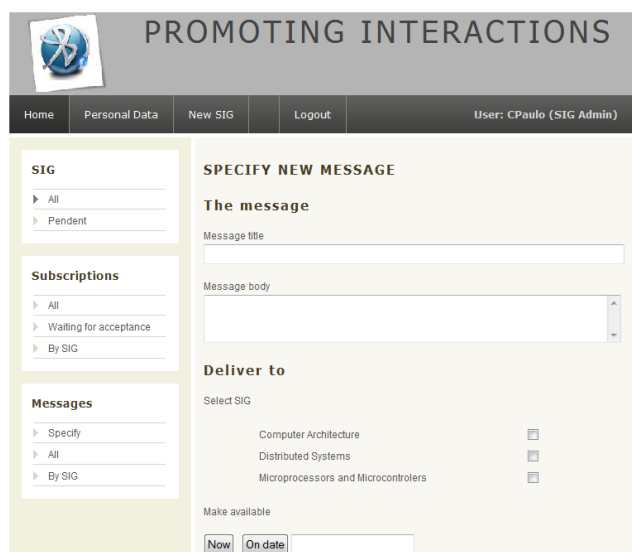 PROMOTING INTERACTIONS
Home Personal Data New SIG Logout User: CPaulo (SIG Admin)
SIG
All
Pendent
Subscriptions
All
Waiting for acceptance
By SIG
Messages
Specify
All
By SIG
SPECIFY NEW MESSAGE
The message
Message title
Message body
Deliver to
Select SIG
Computer Architecture
Distributed Systems
Microprocessors and Microcontrolers
Make available
Now On date